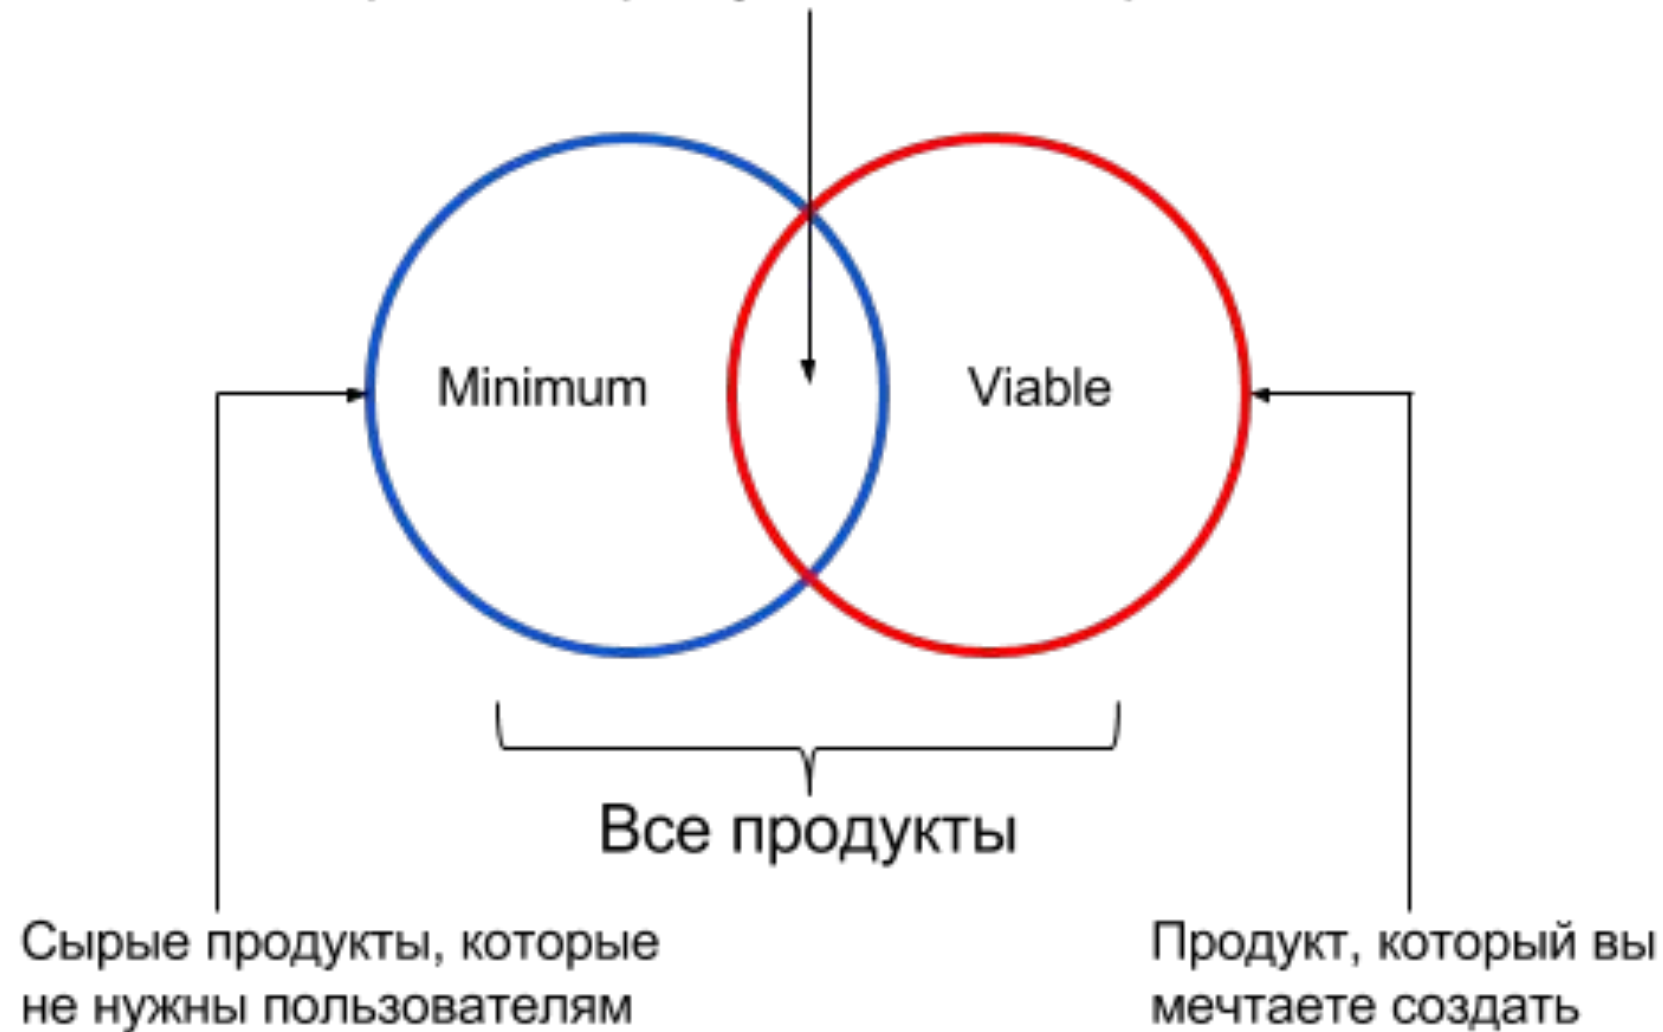 Minimum
Viable
Все продукты
Сырые продукты, которые
не нужны пользователям
Продукт, который вы
мечтаете создать